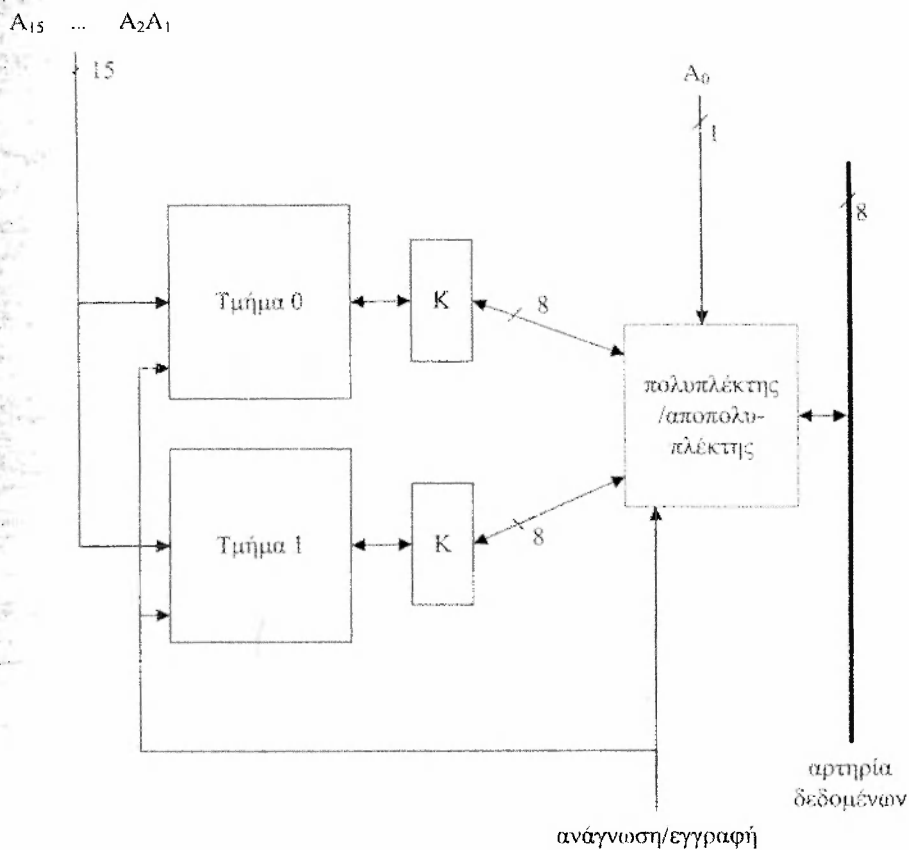 A₁₅ ... A₂A₁
15
A₀
1
8
Τμήμα 0
Κ
8
πολυπλέκτης
/αποπολυ-
πλέκτης
Τμήμα 1
Κ
8
αρτηρία
δεδομένων
ανάγνωση/εγγραφή